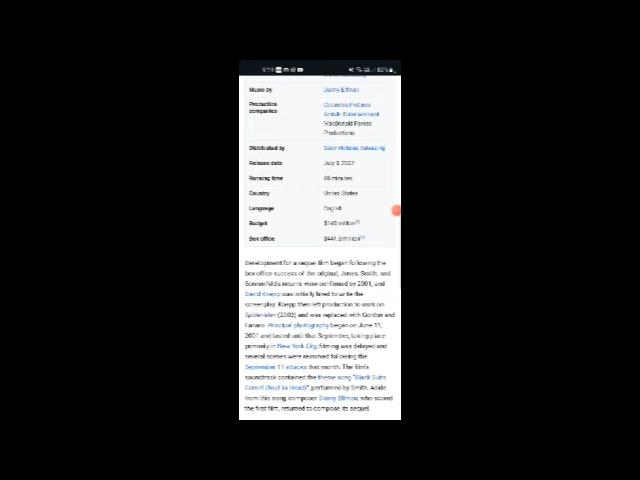 Music by Danny Elfman
Production Columbia Pictures
companies Amblin Entertainment
MacDonald Parkes
Productions
Distributed by Sony Pictures Releasing
Release date July 3, 2002
Running time 88 minutes
Country United States
Language English
Budget $140 million
Box office million
Development for a sequel film began following the
box office success of the original, Jones, Smith, and
Sonnenfeld's returns were confirmed by 2001, and
David Koepp was initially hired to write the
screenplay. Koepp then left production to work on
Spider-Man (2002) and was replaced with Gordon and
Fanaro. Principal photography began on June 11,
2001 and lasted until that September, taking place
primarily in New York City, filming was delayed and
several scenes were reworked following the
September 11 attacks that month. The film's
soundtrack contained the theme song "Black Suits
Comin' (Nod Ya Head)", performed by Smith. Aside
from this song, composer Danny Elfman, who scored
the first film, returned to compose its sequel.